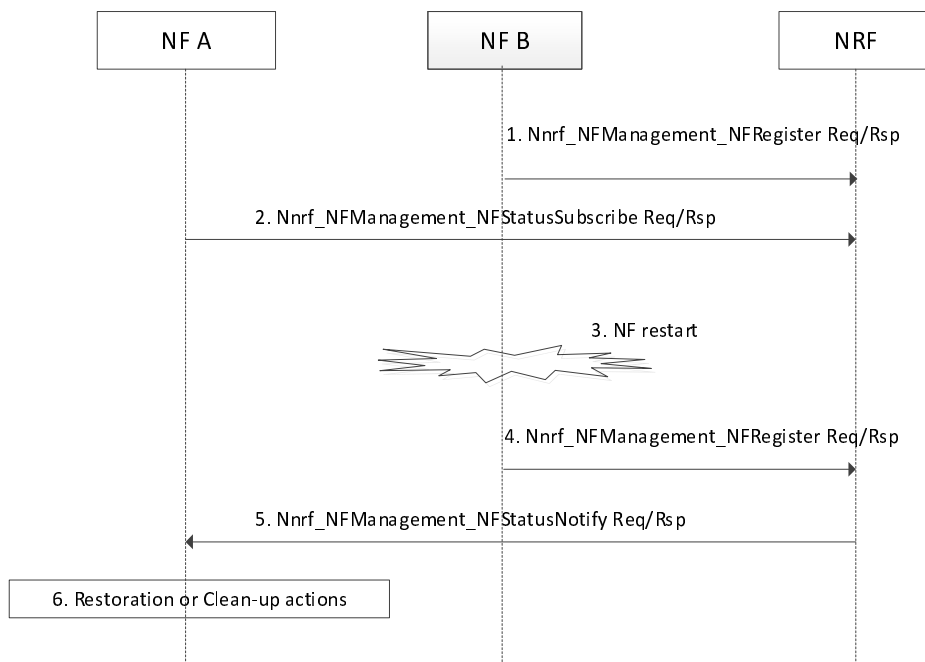 NF A
NF B
NRF
1. Nnrf_NFManagement_NFRegister Req/Rsp
2. Nnrf_NFManagement_NFStatusSubscribe Req/Rsp
3. NF restart
4. Nnrf_NFManagement_NFRegister Req/Rsp
5. Nnrf_NFManagement_NFStatusNotify Req/Rsp
6. Restoration or Clean-up actions